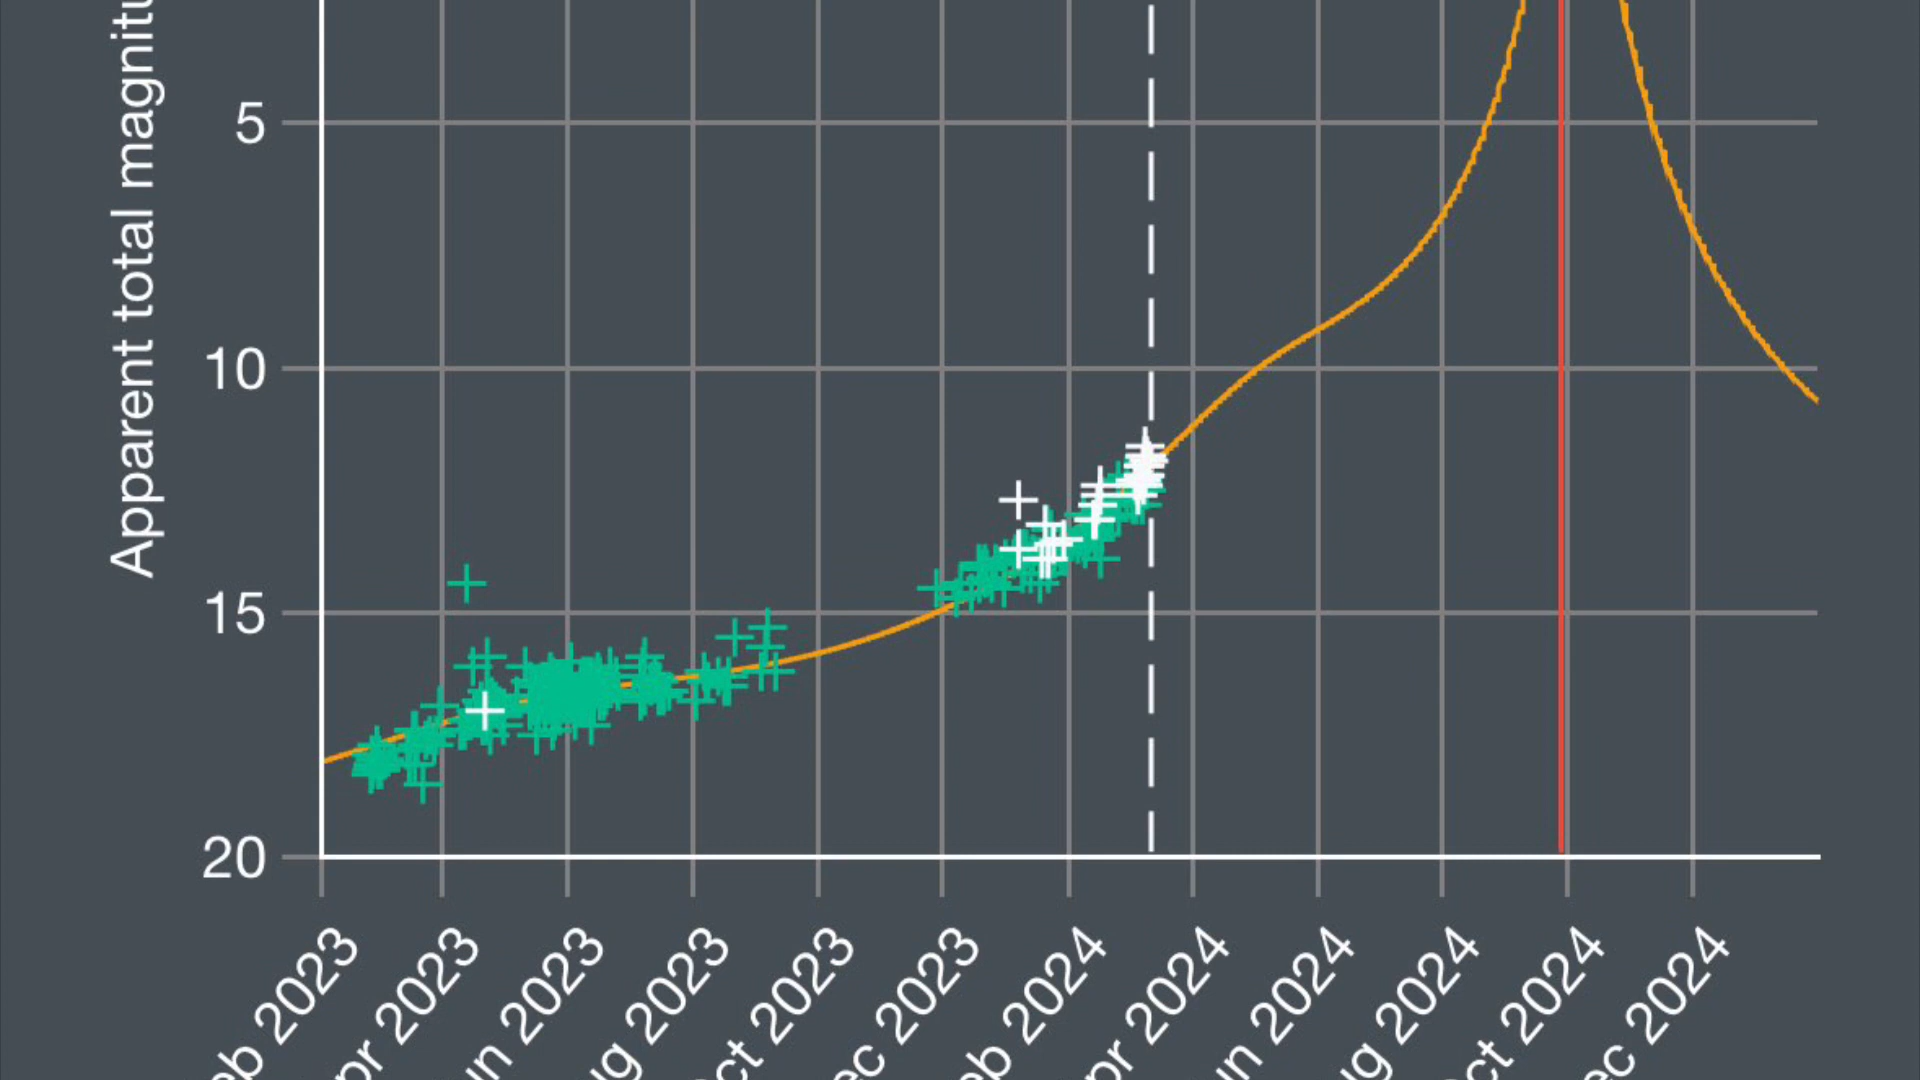 Apparent total magnitu
5
10
15
20
eb 2023
pr 2023
un 2023
ug 2023
ct 2023
ec 2023
eb 2024
pr 2024
un 2024
ug 2024
ct 2024
ec 2024